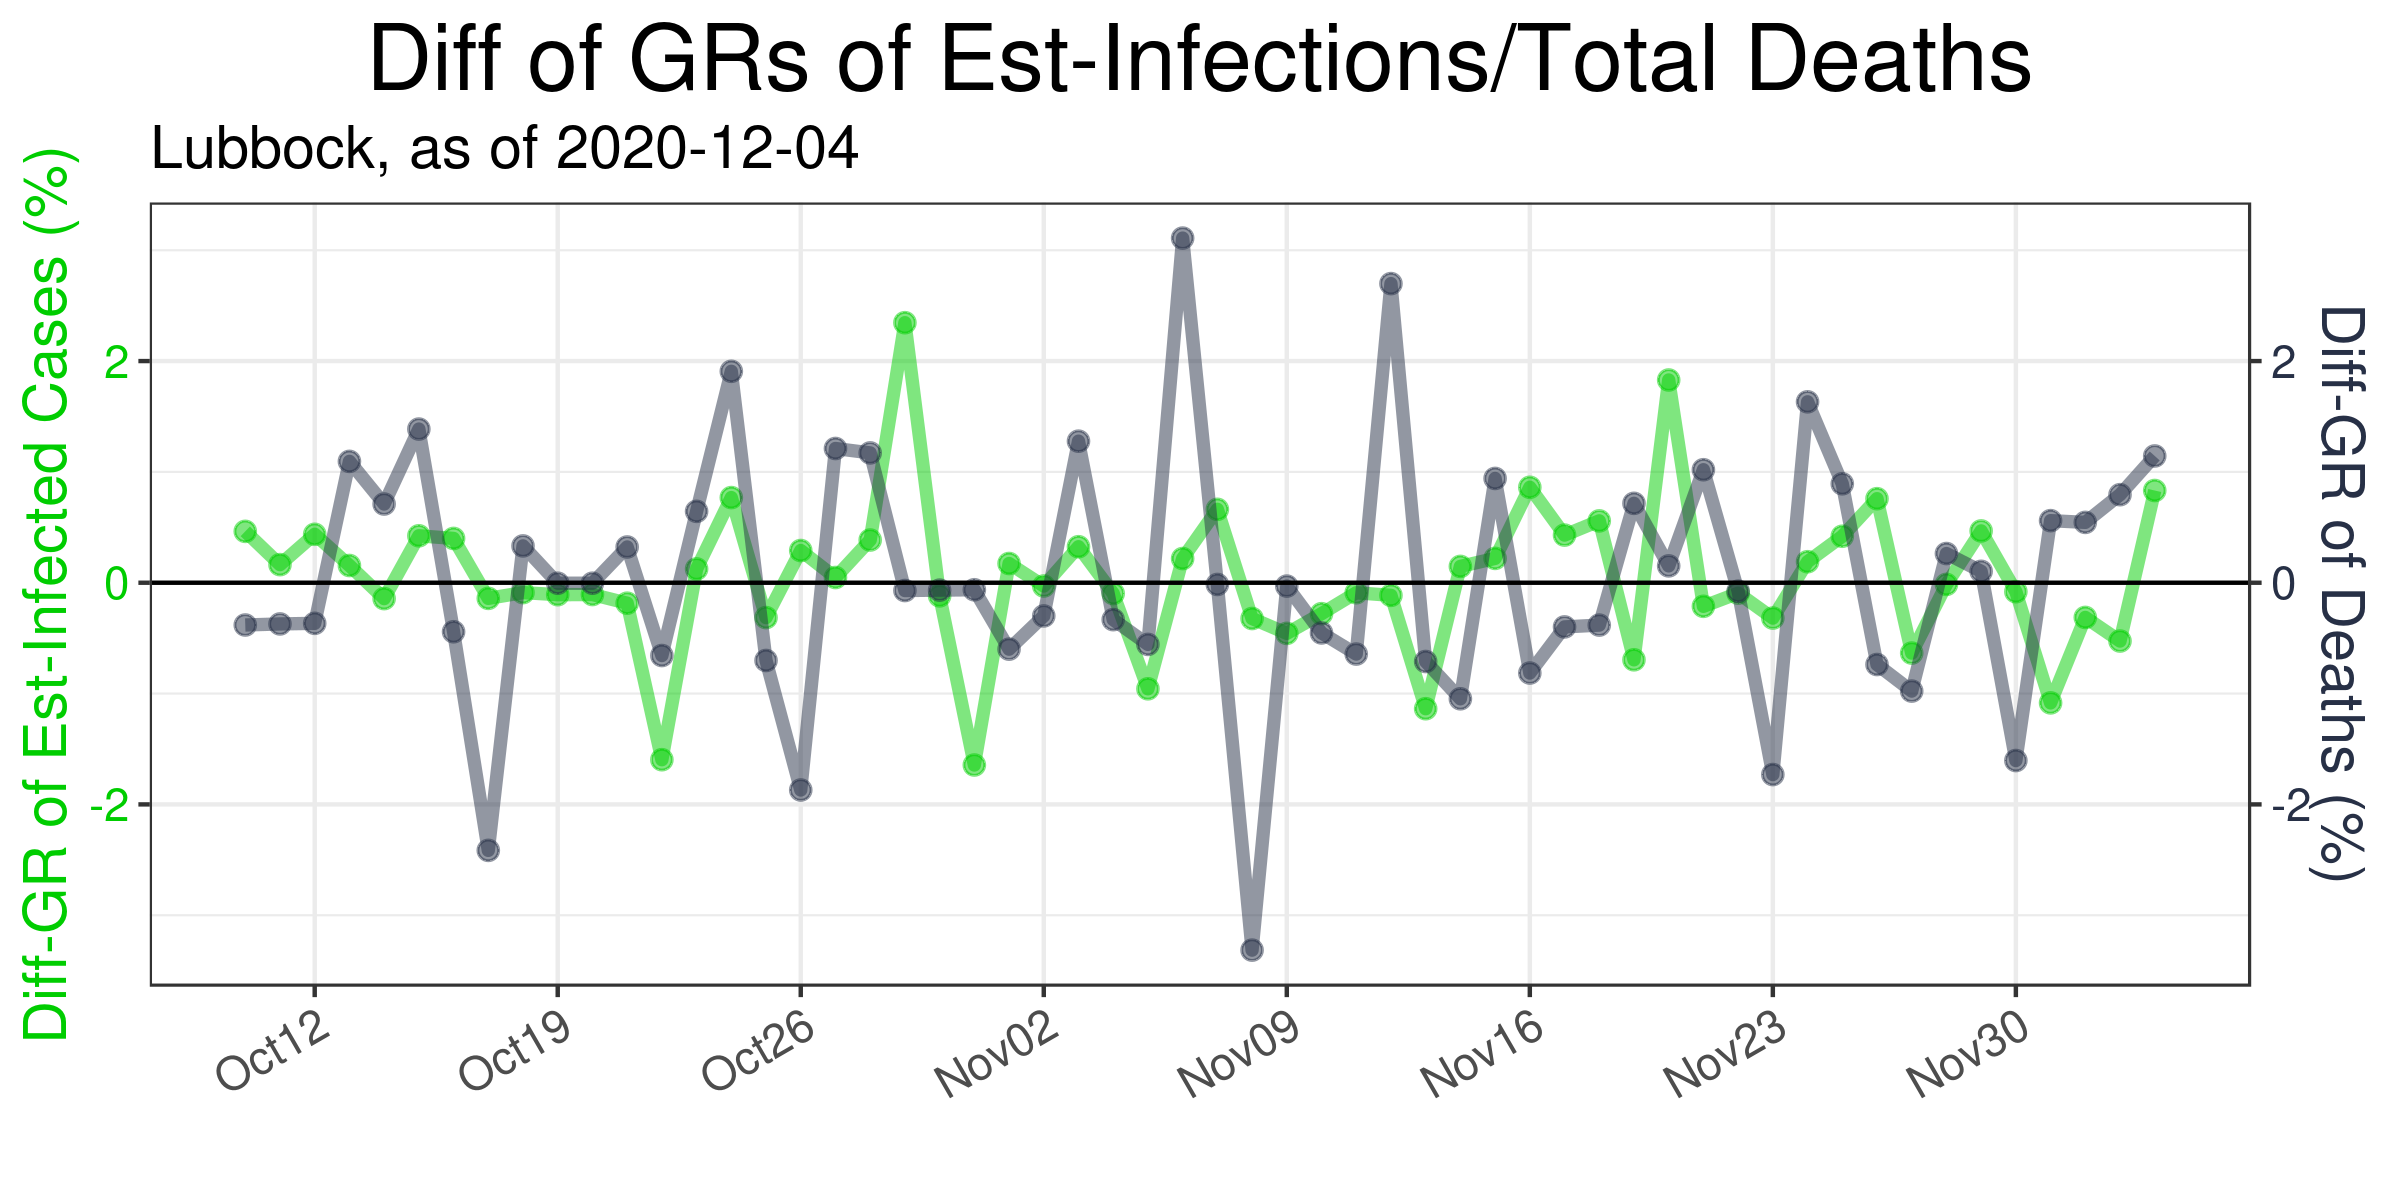 Diff of GRs of Est-Infections/Total Deaths
Lubbock, as of 2020-12-04
Diff-GR of Est-Infected Cases (%)
2
0
-2
2
0
-2
Diff-GR of Deaths (%)
Oct12
Oct19
Oct26
Nov02
Nov09
Nov16
Nov23
Nov30